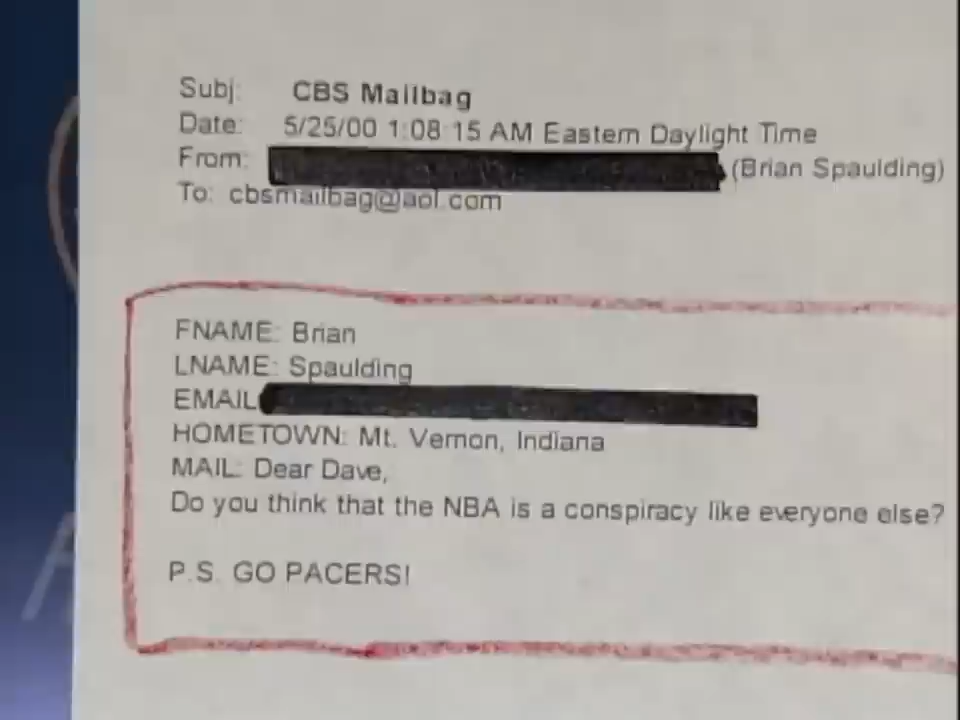 Subj: CBS Mailbag
Date: 5/25/00 1:08:15 AM Eastern Daylight Time
From: (Brian Spaulding)
To: cbsmailbag@aol.com
FNAME: Brian
LNAME: Spaulding
EMAIL
HOMETOWN: Mt. Vernon, Indiana
MAIL: Dear Dave,
Do you think that the NBA is a conspiracy like everyone else?
P.S. GO PACERS!